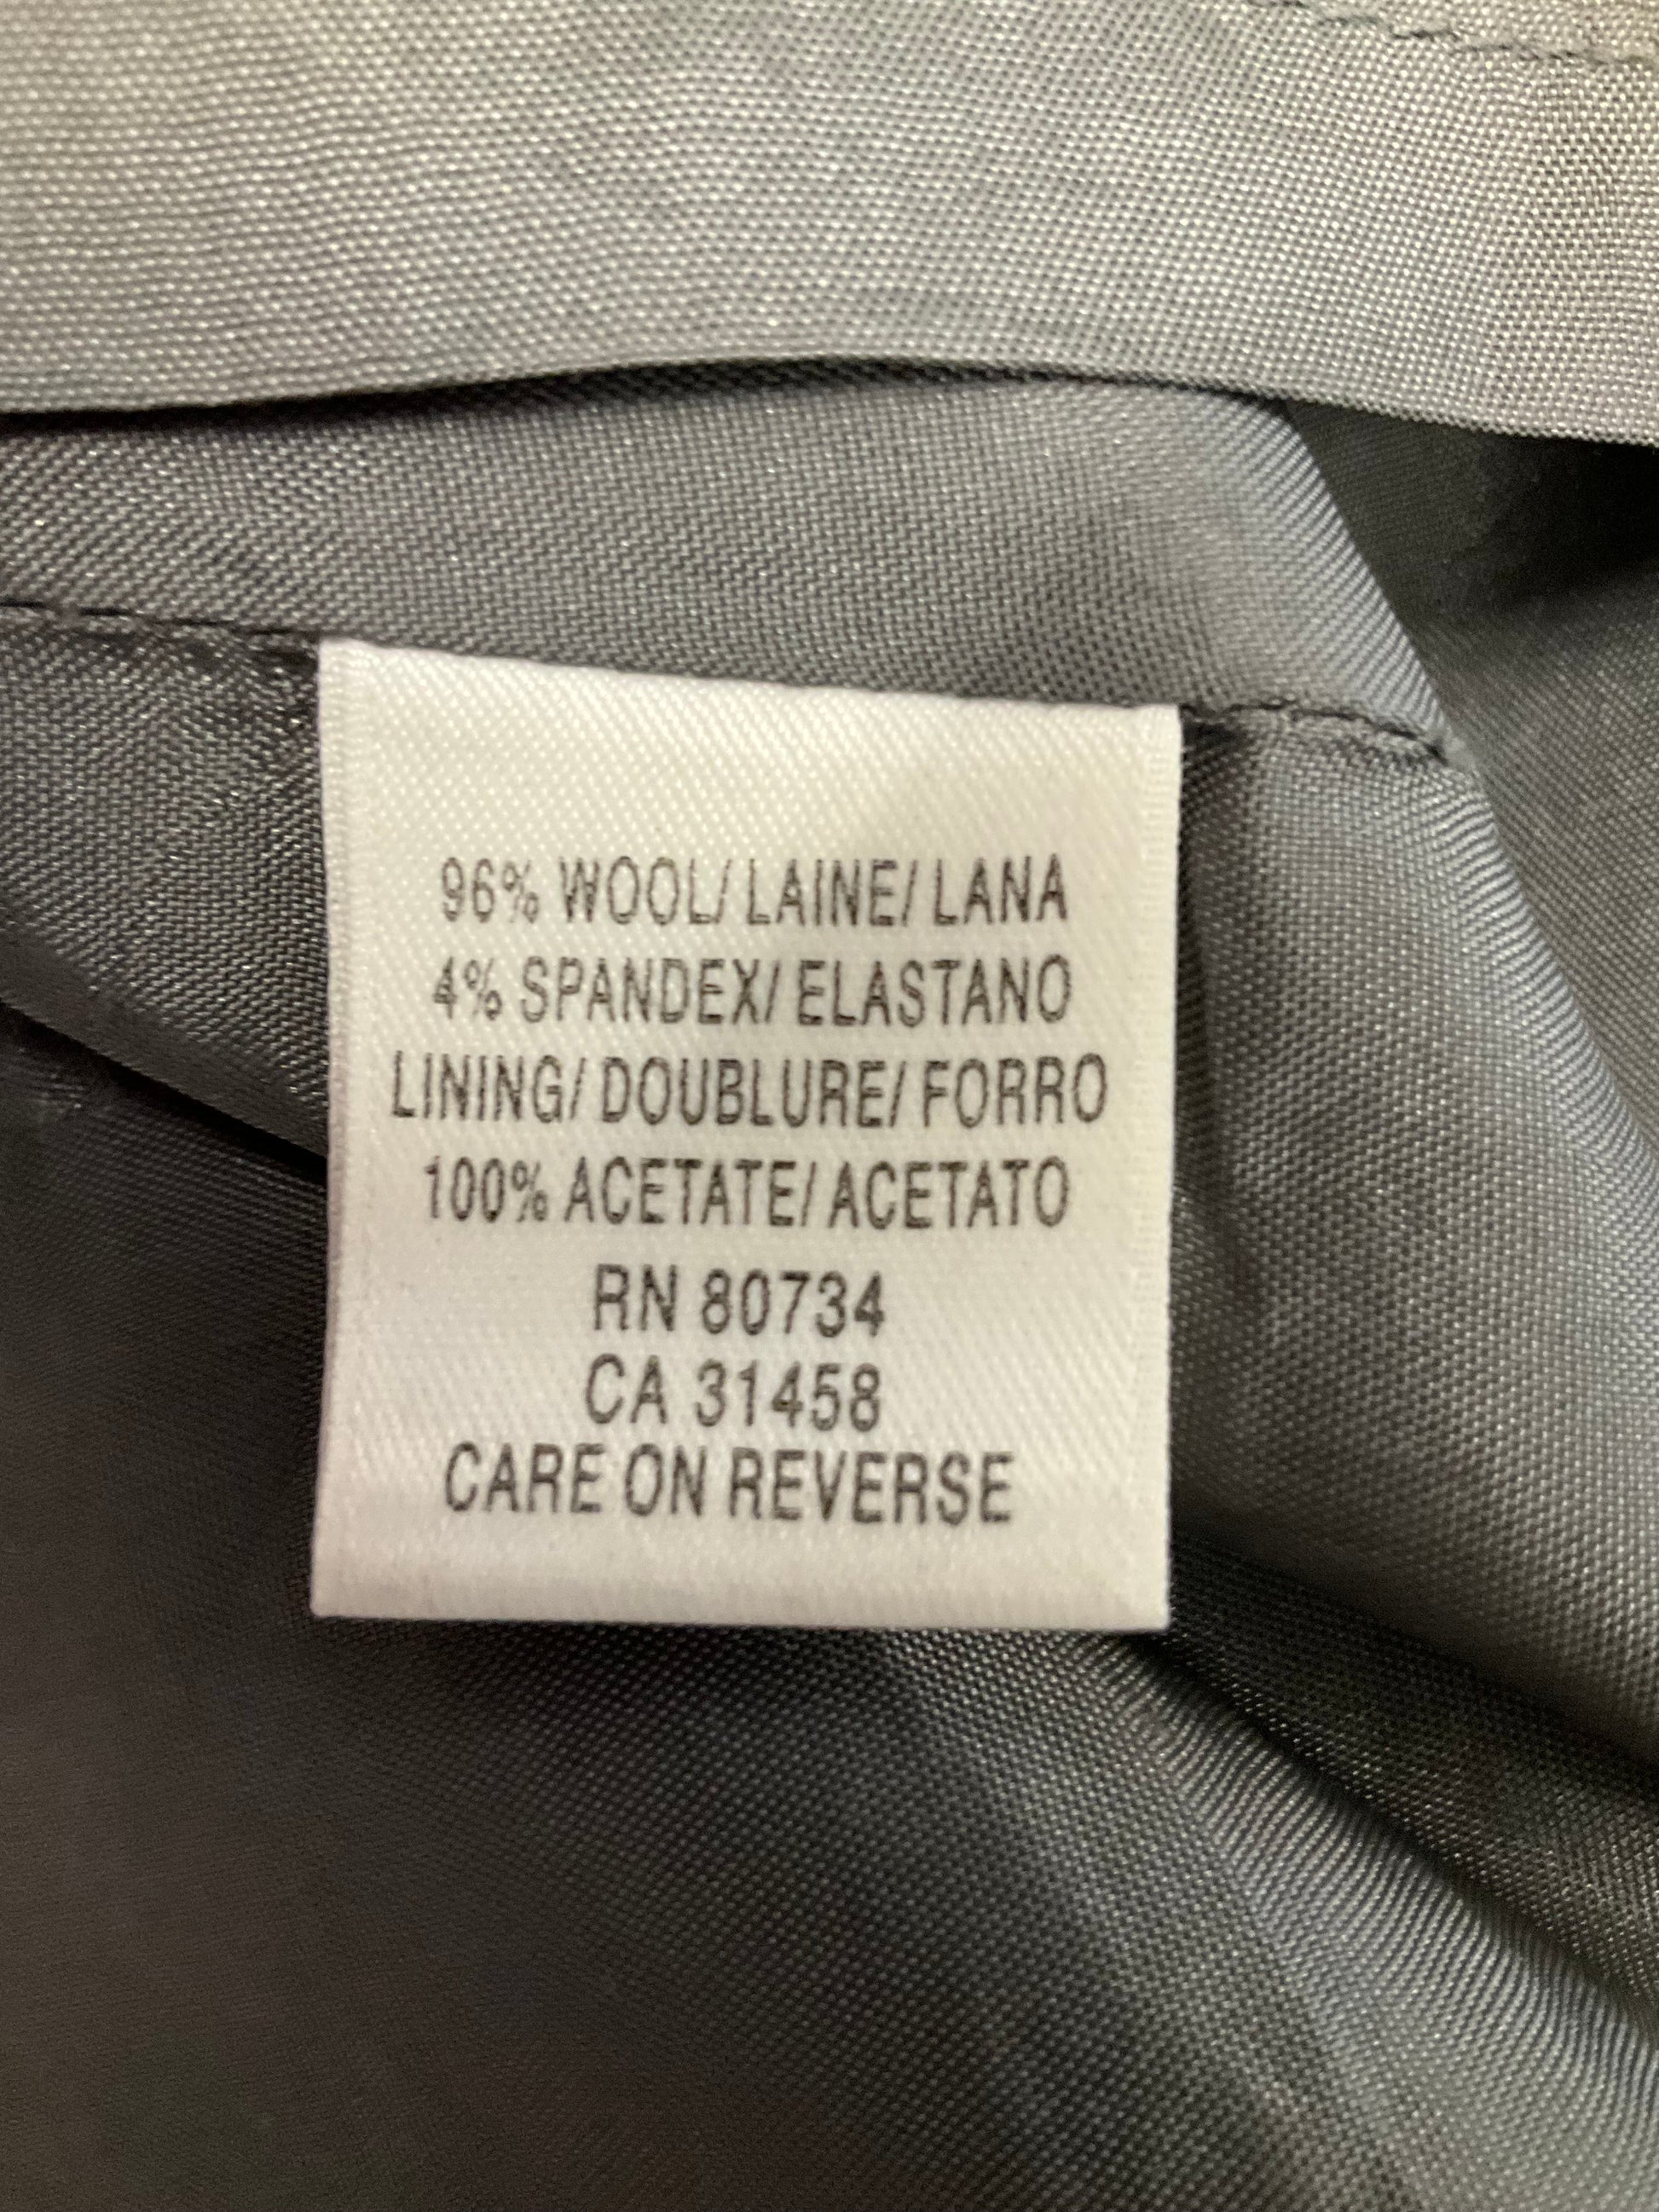 96% WOOL/ LAINE/ LANA
4% SPANDEX/ ELASTANO
LINING/ DOUBLURE/ FORRO
100% ACETATE/ ACETATO
RN 80734
CA 31458
CARE ON REVERSE